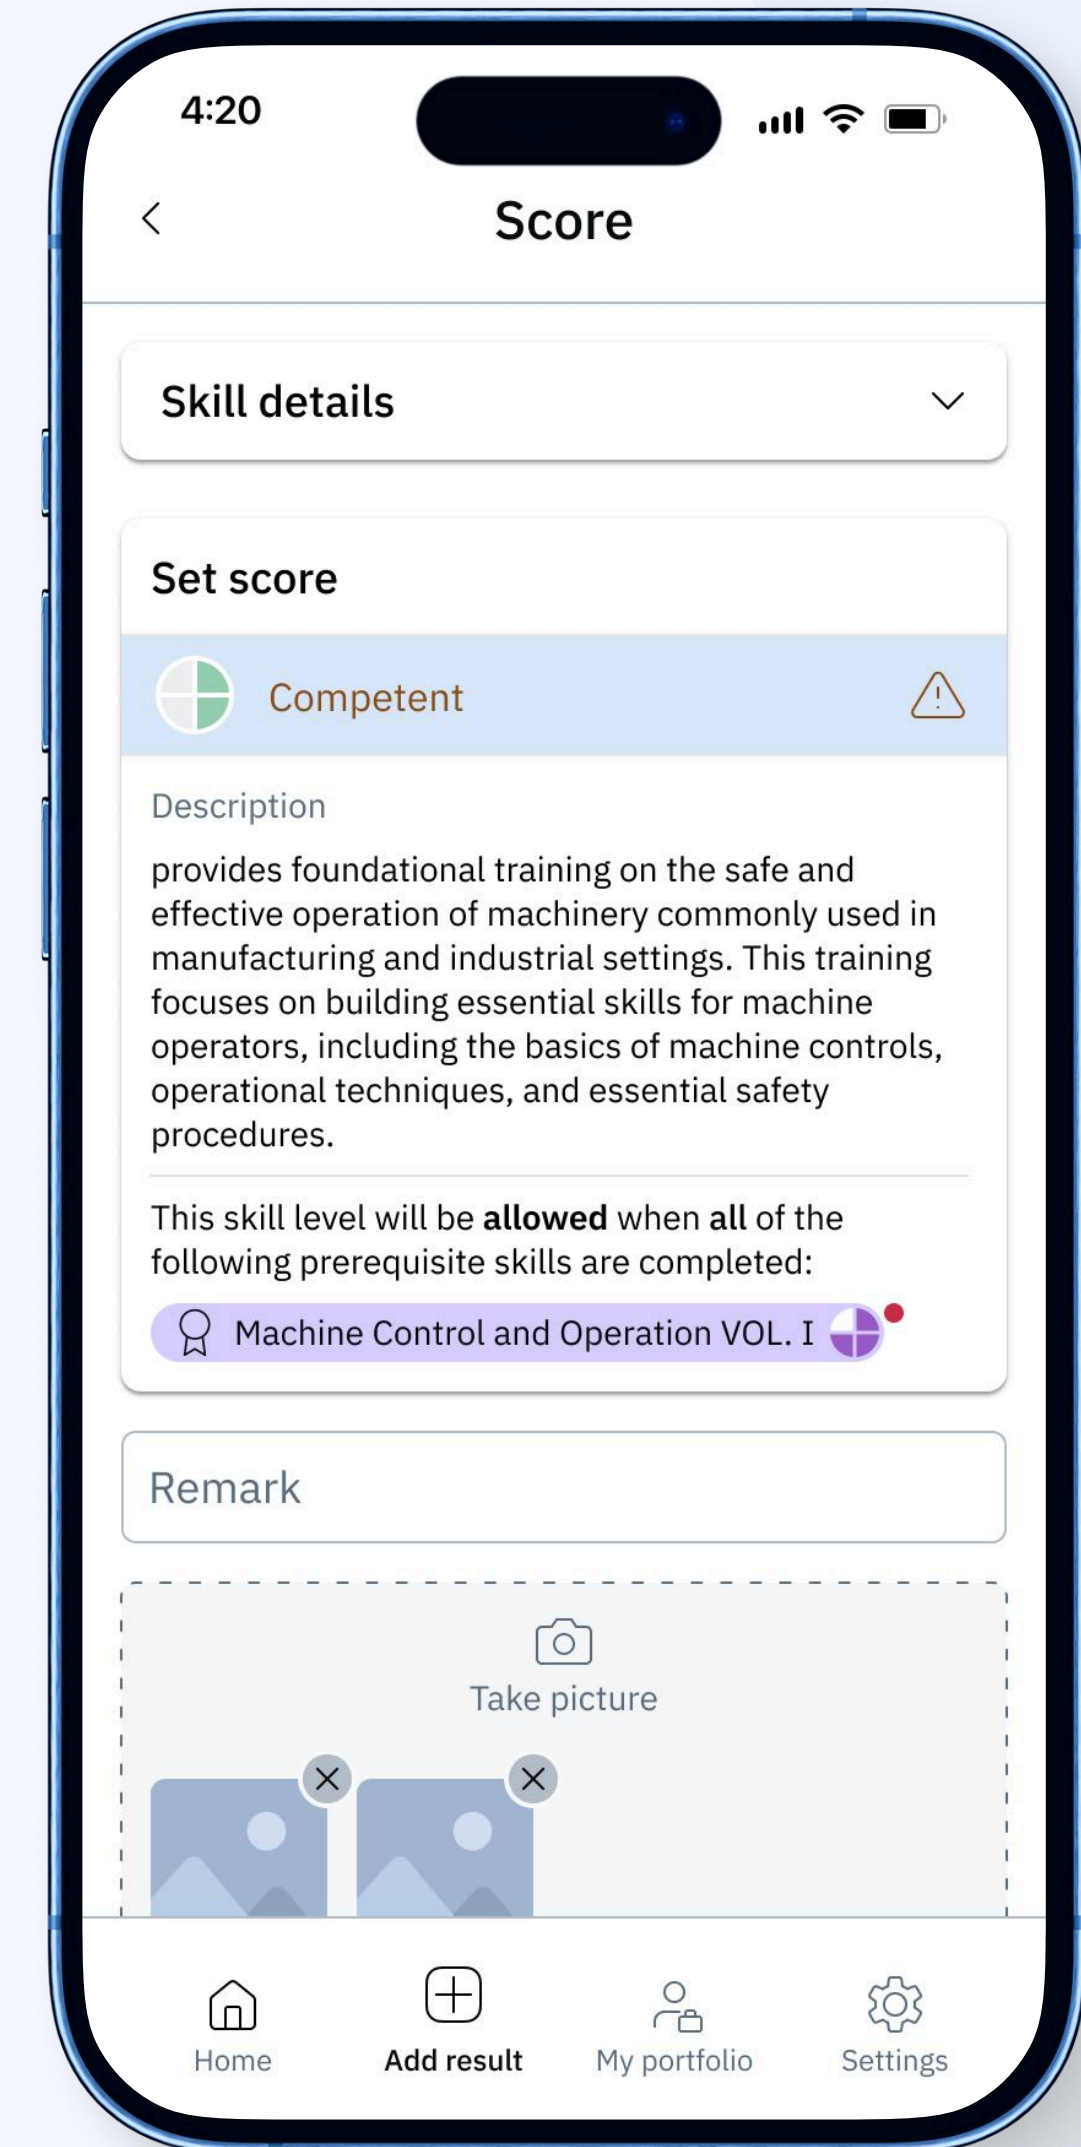 4:20
Score
Skill details
Set score
Competent
Description
provides foundational training on the safe and
effective operation of machinery commonly used in
manufacturing and industrial settings. This training
focuses on building essential skills for machine
operators, including the basics of machine controls,
operational techniques, and essential safety
procedures.
This skill level will be allowed when all of the
following prerequisite skills are completed:
Machine Control and Operation VOL. I
Remark
Take picture
Home
Add result
My portfolio
Settings